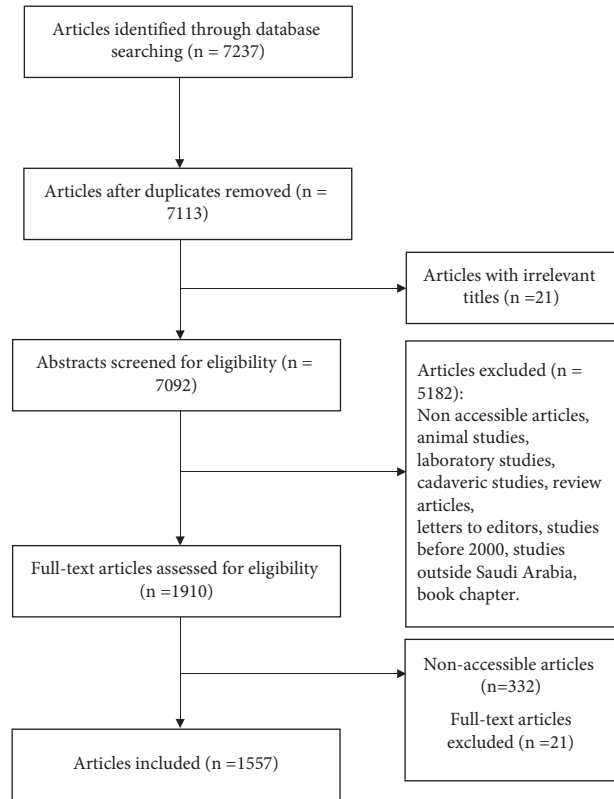 Articles identified through database
searching (n = 7237)
Articles after duplicates removed (n =
7113)
Articles with irrelevant
titles (n =21)
Abstracts screened for eligibility (n =
7092)
Articles excluded (n =
5182):
Non accessible articles,
animal studies,
laboratory studies,
cadaveric studies, review
articles,
letters to editors, studies
before 2000, studies
outside Saudi Arabia,
book chapter.
Full-text articles assessed for eligibility
(n =1910)
Non-accessible articles
(n=332)
Full-text articles
excluded (n =21)
Articles included (n =1557)